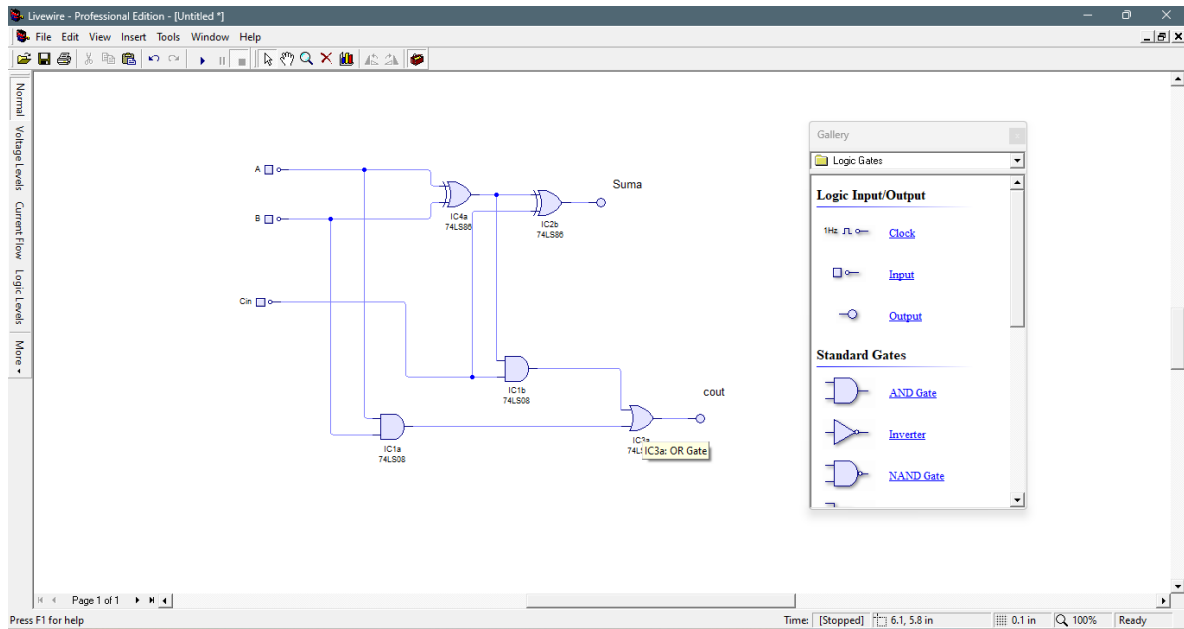 Livewire - Professional Edition - [Untitled *]
File Edit View Insert Tools Window Help
Normal
Voltage Levels
Current Flow
Logic Levels
More
A
B
Cin
IC4a
74LS86
IC2b
74LS86
Suma
IC1b
74LS08
IC1a
74LS08
cout
IC3a: OR Gate
Gallery
Logic Gates
Logic Input/Output
1Hz
Clock
Input
Output
Standard Gates
AND Gate
Inverter
NAND Gate
Page 1 of 1
Press F1 for help
Time: [Stopped] 6.1, 5.8 in 0.1 in 100% Ready